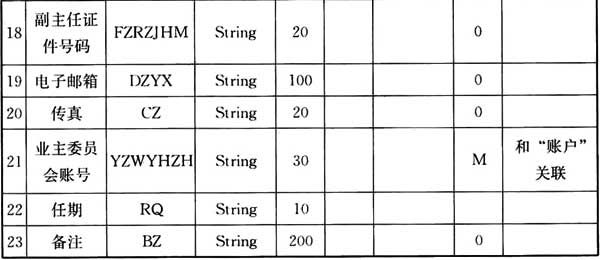 18 副主任证件号码 FZRZJHM String 20 0
19 电子邮箱 DZYX String 100 0
20 传真 CZ String 20 0
21 业主委员会账号 YZWYHZH String 30 M 和“账户”关联
22 任期 RQ String 10
23 备注 BZ String 200 0